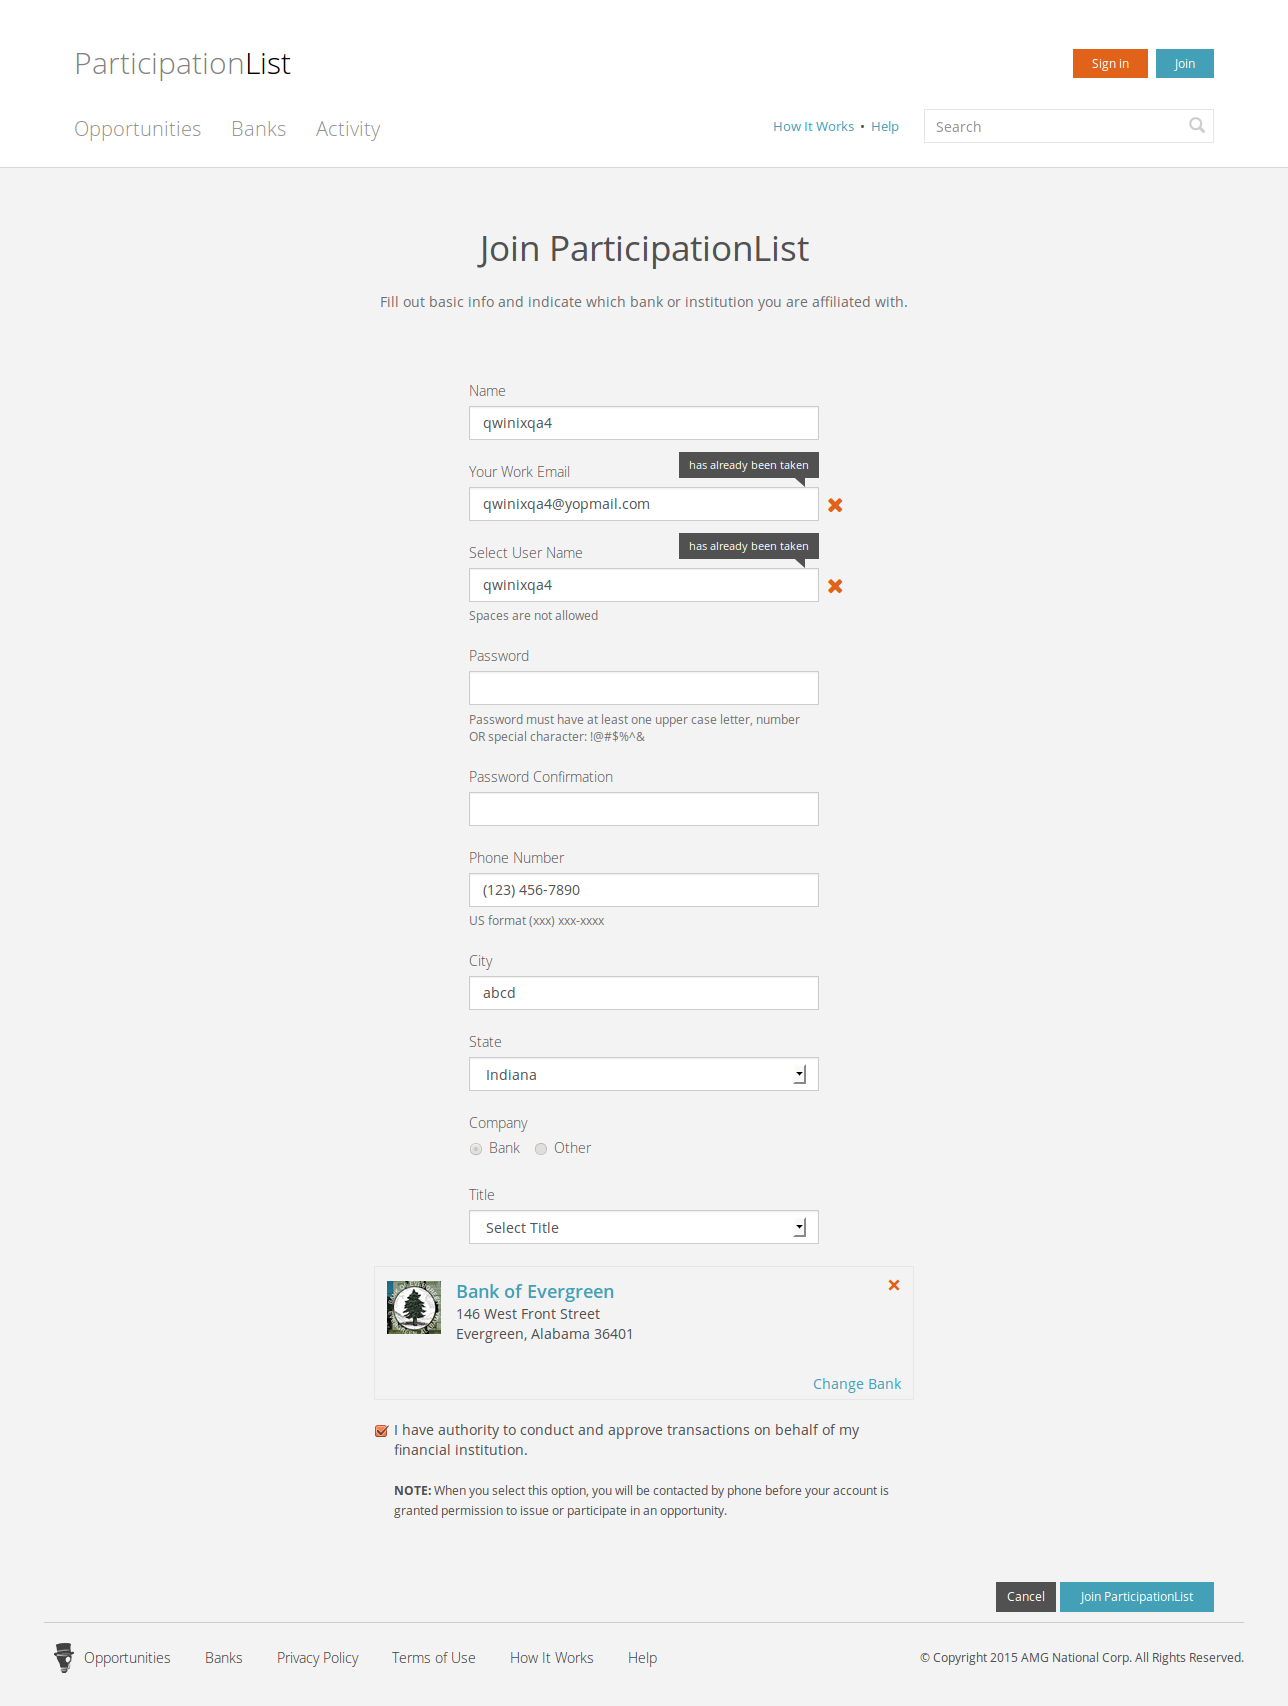 ParticipationList
Sign in
Join
Opportunities
Banks
Activity
How It Works • Help
Search
Join ParticipationList
Fill out basic info and indicate which bank or institution you are affiliated with.
Name
qwinixqa4
Your Work Email
has already been taken
qwinixqa4@yopmail.com
Select User Name
has already been taken
qwinixqa4
Spaces are not allowed
Password
Password must have at least one upper case letter, number
OR special character: !@#$%^&
Password Confirmation
Phone Number
(123) 456-7890
US format (xxx) xxx-xxxx
City
abcd
State
Indiana
Company
Bank
Other
Title
Select Title
Bank of Evergreen
146 West Front Street
Evergreen, Alabama 36401
Change Bank
I have authority to conduct and approve transactions on behalf of my
financial institution.
NOTE: When you select this option, you will be contacted by phone before your account is
granted permission to issue or participate in an opportunity.
Cancel
Join ParticipationList
Opportunities
Banks
Privacy Policy
Terms of Use
How It Works
Help
© Copyright 2015 AMG National Corp. All Rights Reserved.